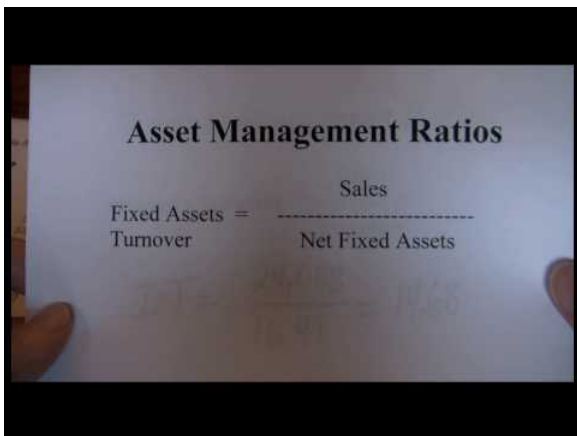 Asset Management Ratios
Sales
Fixed Assets = --------------------------
Turnover Net Fixed Assets